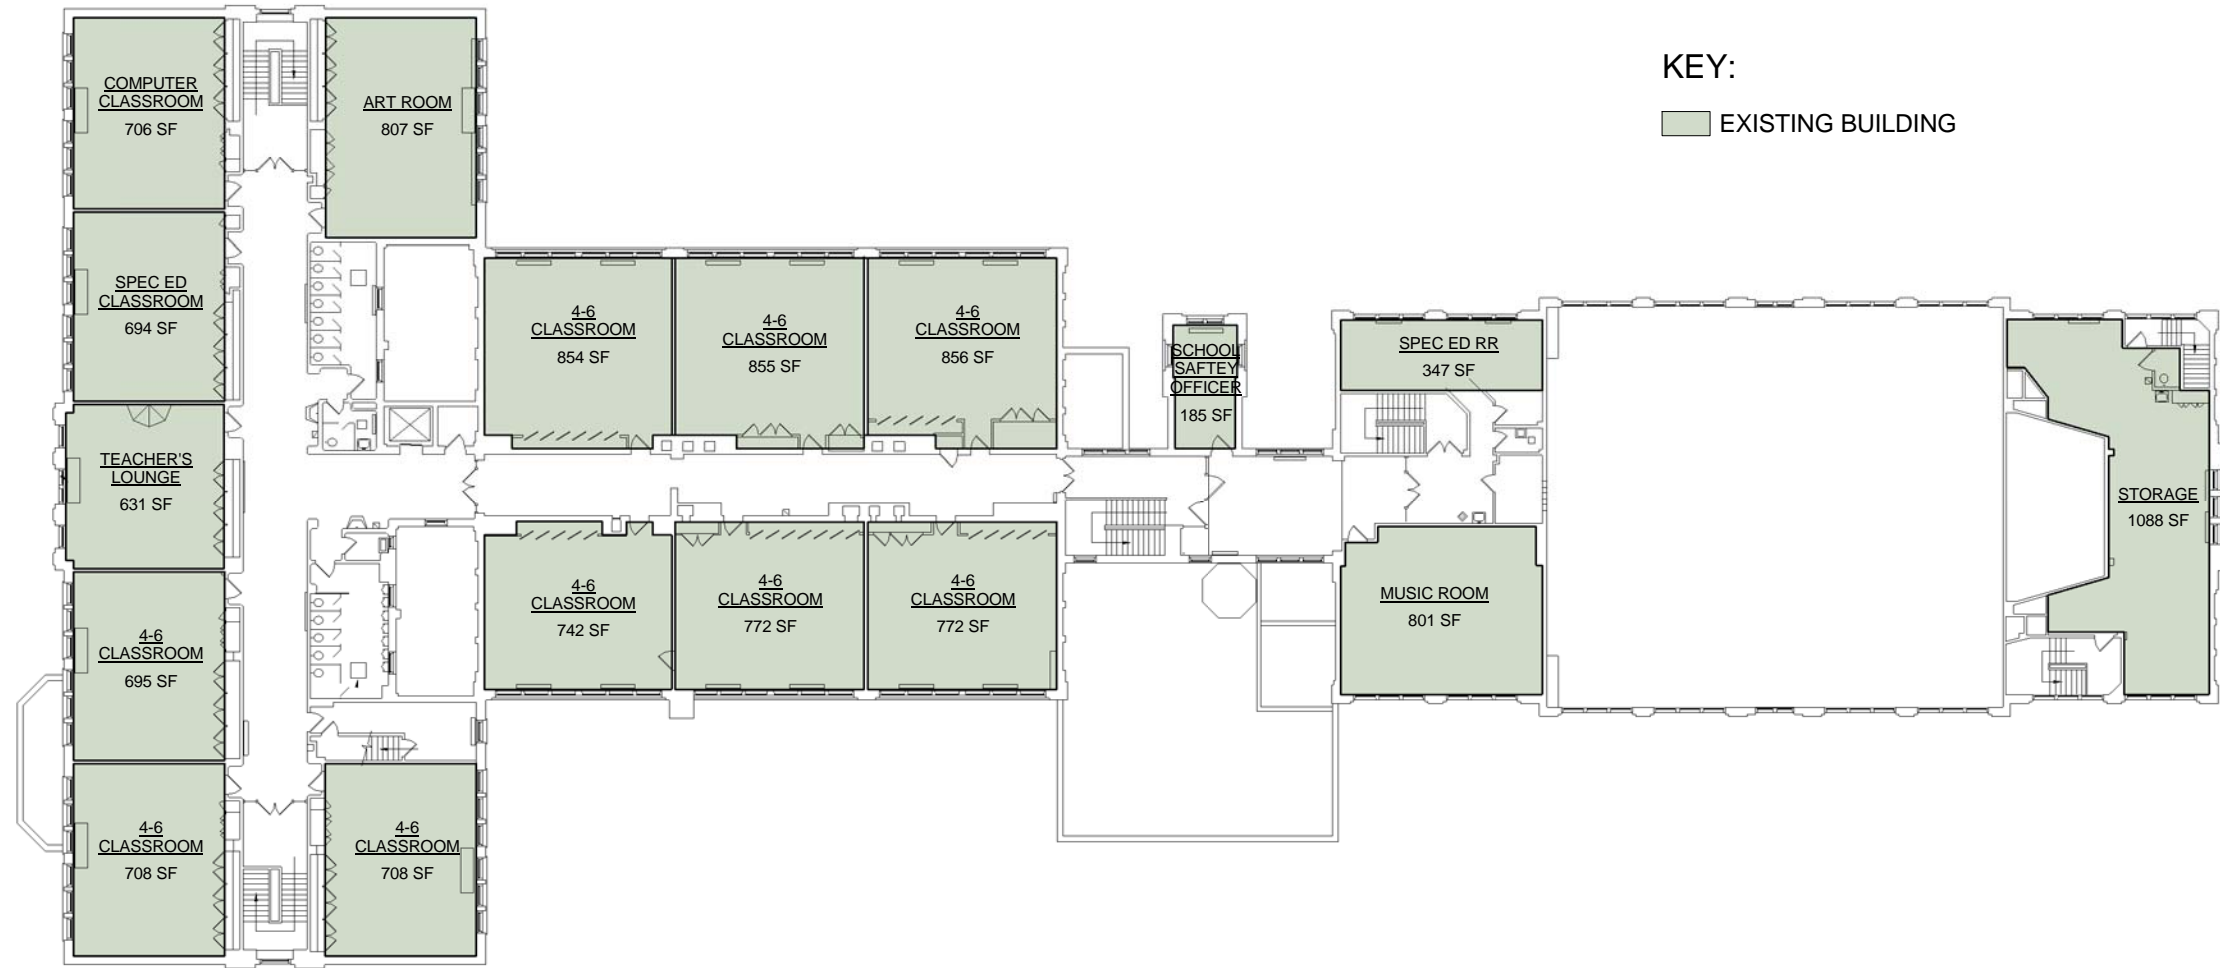 KEY:
EXISTING BUILDING
COMPUTER
CLASSROOM
706 SF
ART ROOM
807 SF
SPEC ED
CLASSROOM
694 SF
4-6
CLASSROOM
854 SF
4-6
CLASSROOM
855 SF
4-6
CLASSROOM
856 SF
SCHOOL
SAFTEY
OFFICER
185 SF
SPEC ED RR
347 SF
TEACHER'S
LOUNGE
631 SF
STORAGE
1088 SF
4-6
CLASSROOM
742 SF
4-6
CLASSROOM
772 SF
4-6
CLASSROOM
772 SF
MUSIC ROOM
801 SF
4-6
CLASSROOM
695 SF
4-6
CLASSROOM
708 SF
4-6
CLASSROOM
708 SF